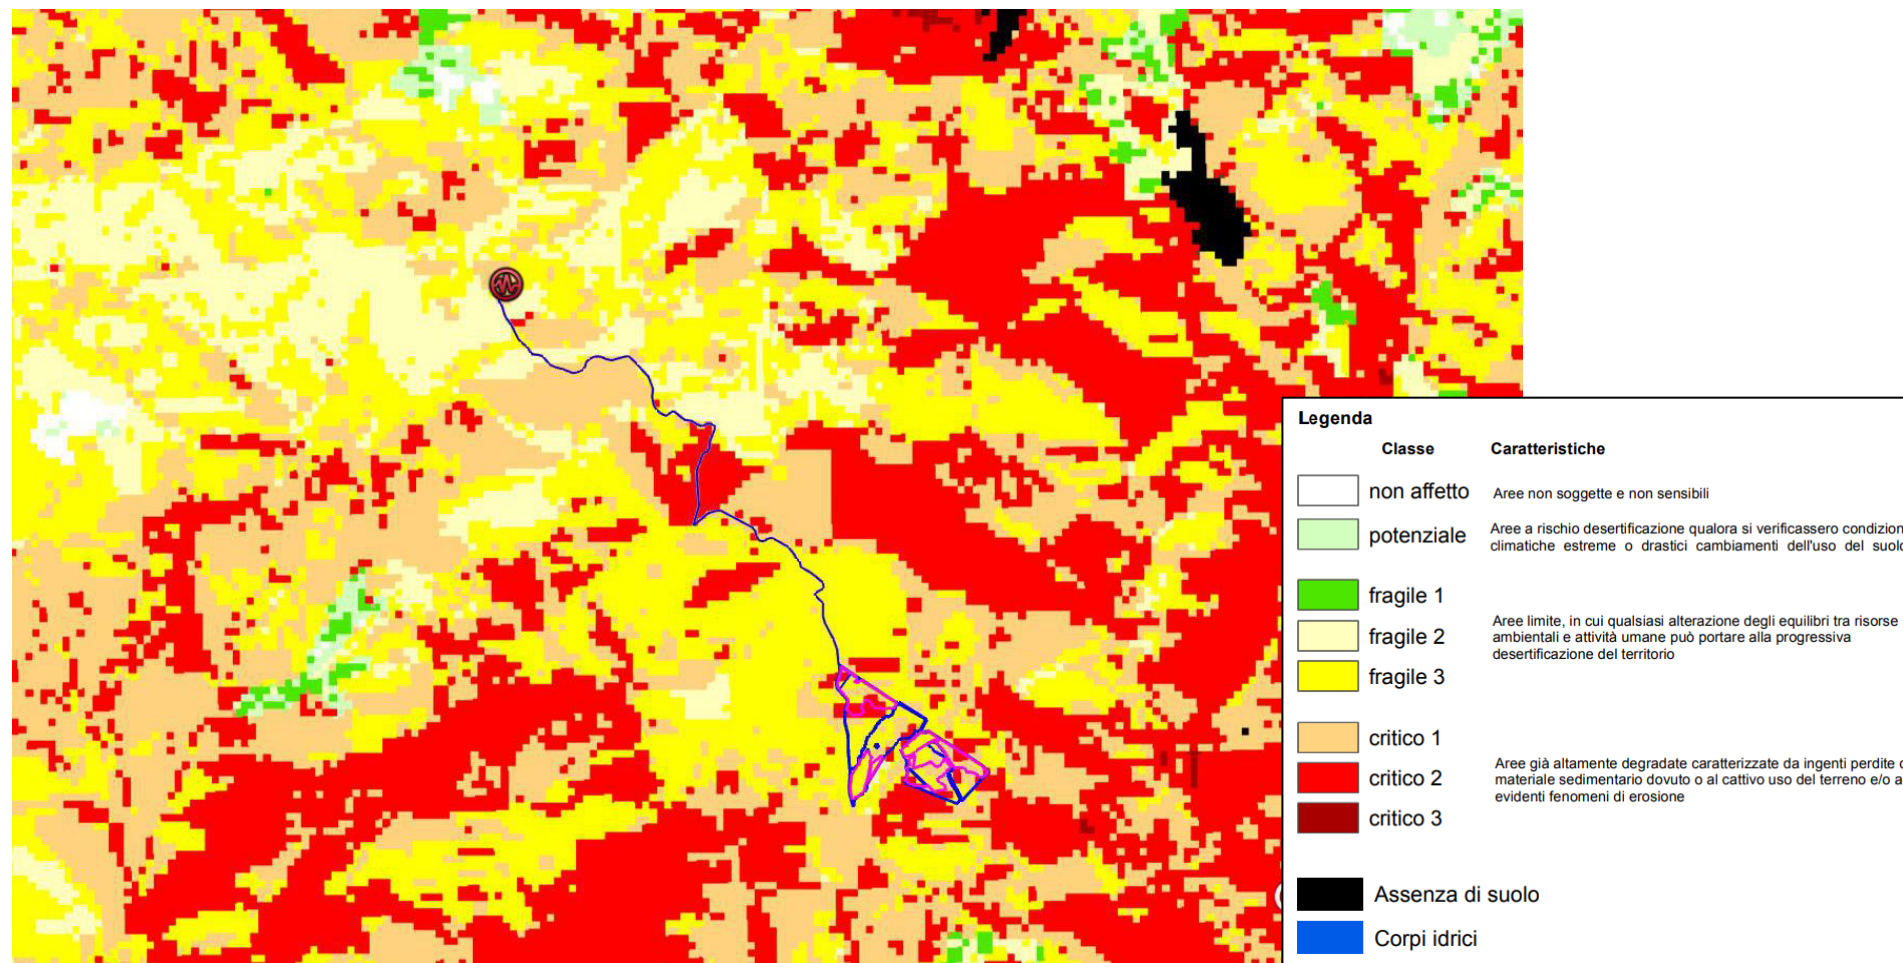 Legenda
Classe Caratteristiche
non affetto Aree non soggette e non sensibili
potenziale Aree a rischio desertificazione qualora si verificassero condizion
climatiche estreme o drastici cambiamenti dell'uso del suolo
fragile 1
fragile 2
fragile 3
Aree limite, in cui qualsiasi alterazione degli equilibri tra risorse
ambientali e attività umane può portare alla progressiva
desertificazione del territorio
critico 1
critico 2
critico 3
Aree già altamente degradate caratterizzate da ingenti perdite d
materiale sedimentario dovuto o al cattivo uso del terreno e/o a
evidenti fenomeni di erosione
Assenza di suolo
Corpi idrici